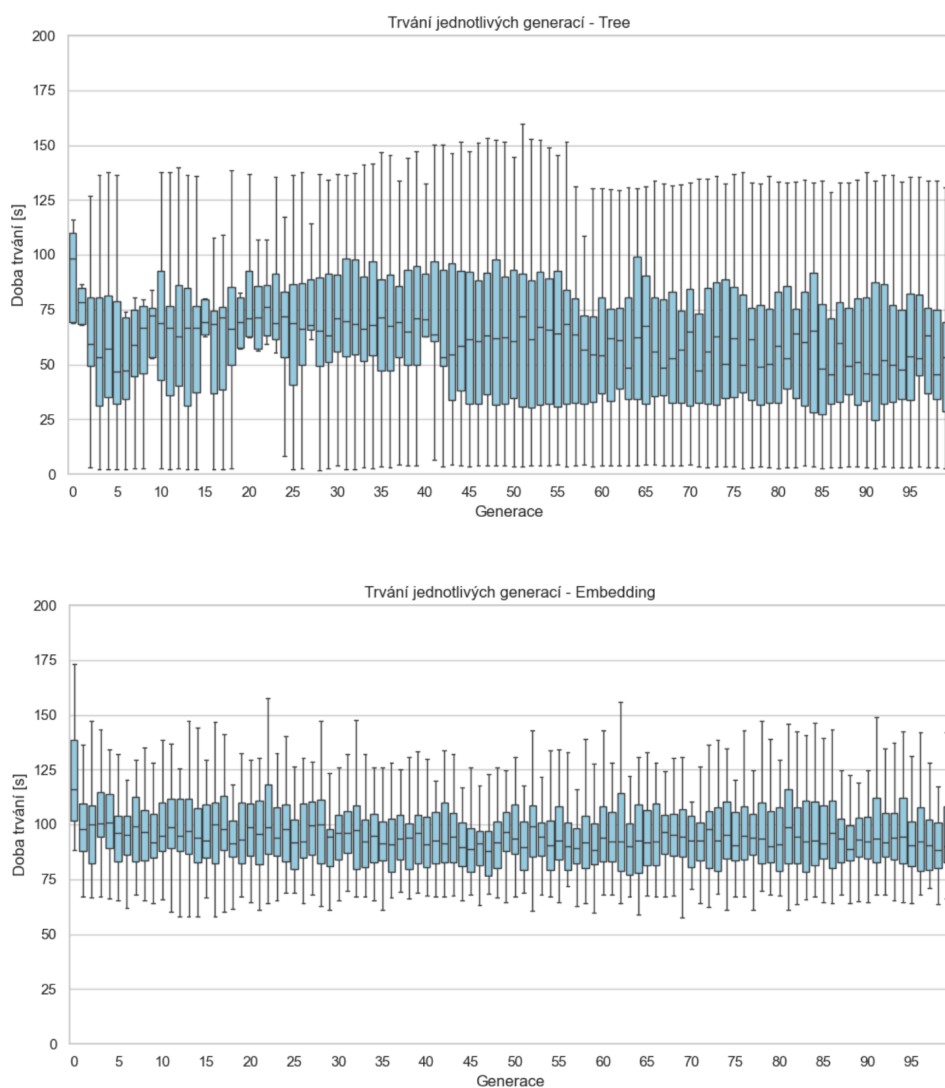 Trvání jednotlivých generací - Tree
200
175
150
125
100
75
50
25
0
Doba trvání [s]
0 5 10 15 20 25 30 35 40 45 50 55 60 65 70 75 80 85 90 95
Generace
Trvání jednotlivých generací - Embedding
200
175
150
125
100
75
50
25
0
Doba trvání [s]
0 5 10 15 20 25 30 35 40 45 50 55 60 65 70 75 80 85 90 95
Generace